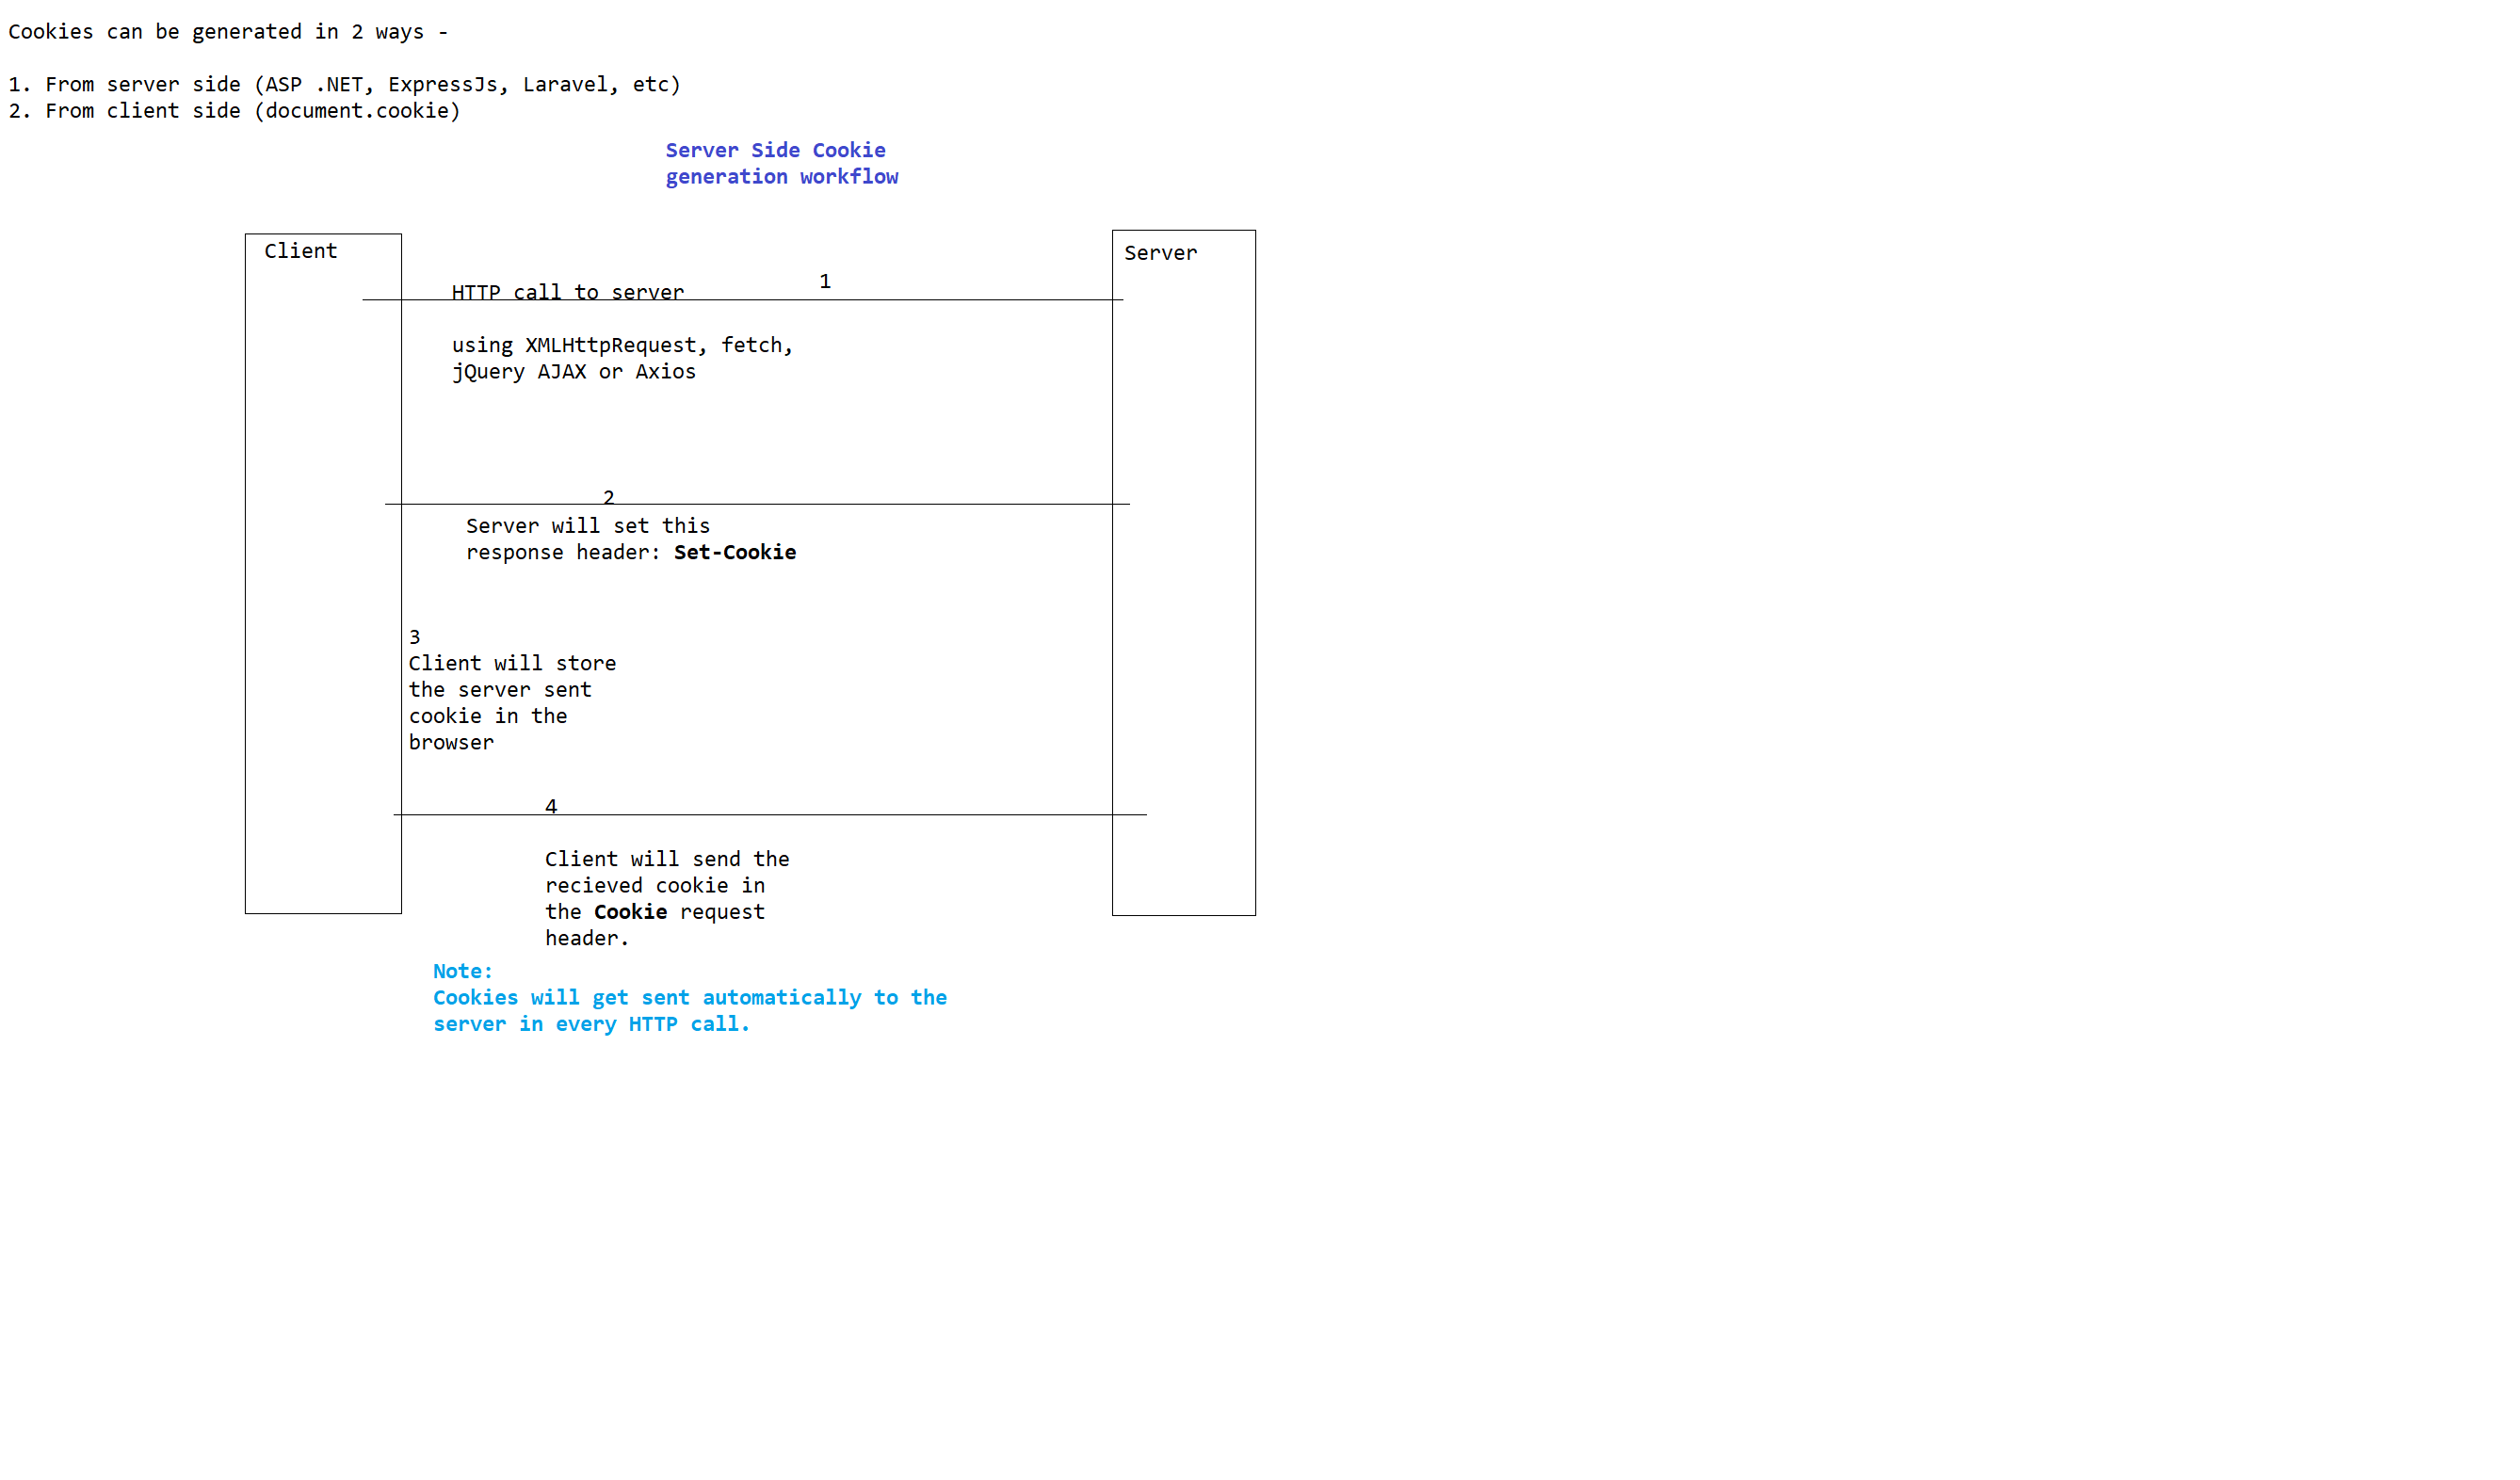 Cookies can be generated in 2 ways -
1. From server side (ASP .NET, ExpressJs, Laravel, etc)
2. From client side (document.cookie)
Server Side Cookie
generation workflow
Client
Server
1
HTTP call to server
using XMLHttpRequest, fetch,
jQuery AJAX or Axios
2
Server will set this
response header: Set-Cookie
3
Client will store
the server sent
cookie in the
browser
4
Client will send the
recieved cookie in
the Cookie request
header.
Note:
Cookies will get sent automatically to the
server in every HTTP call.